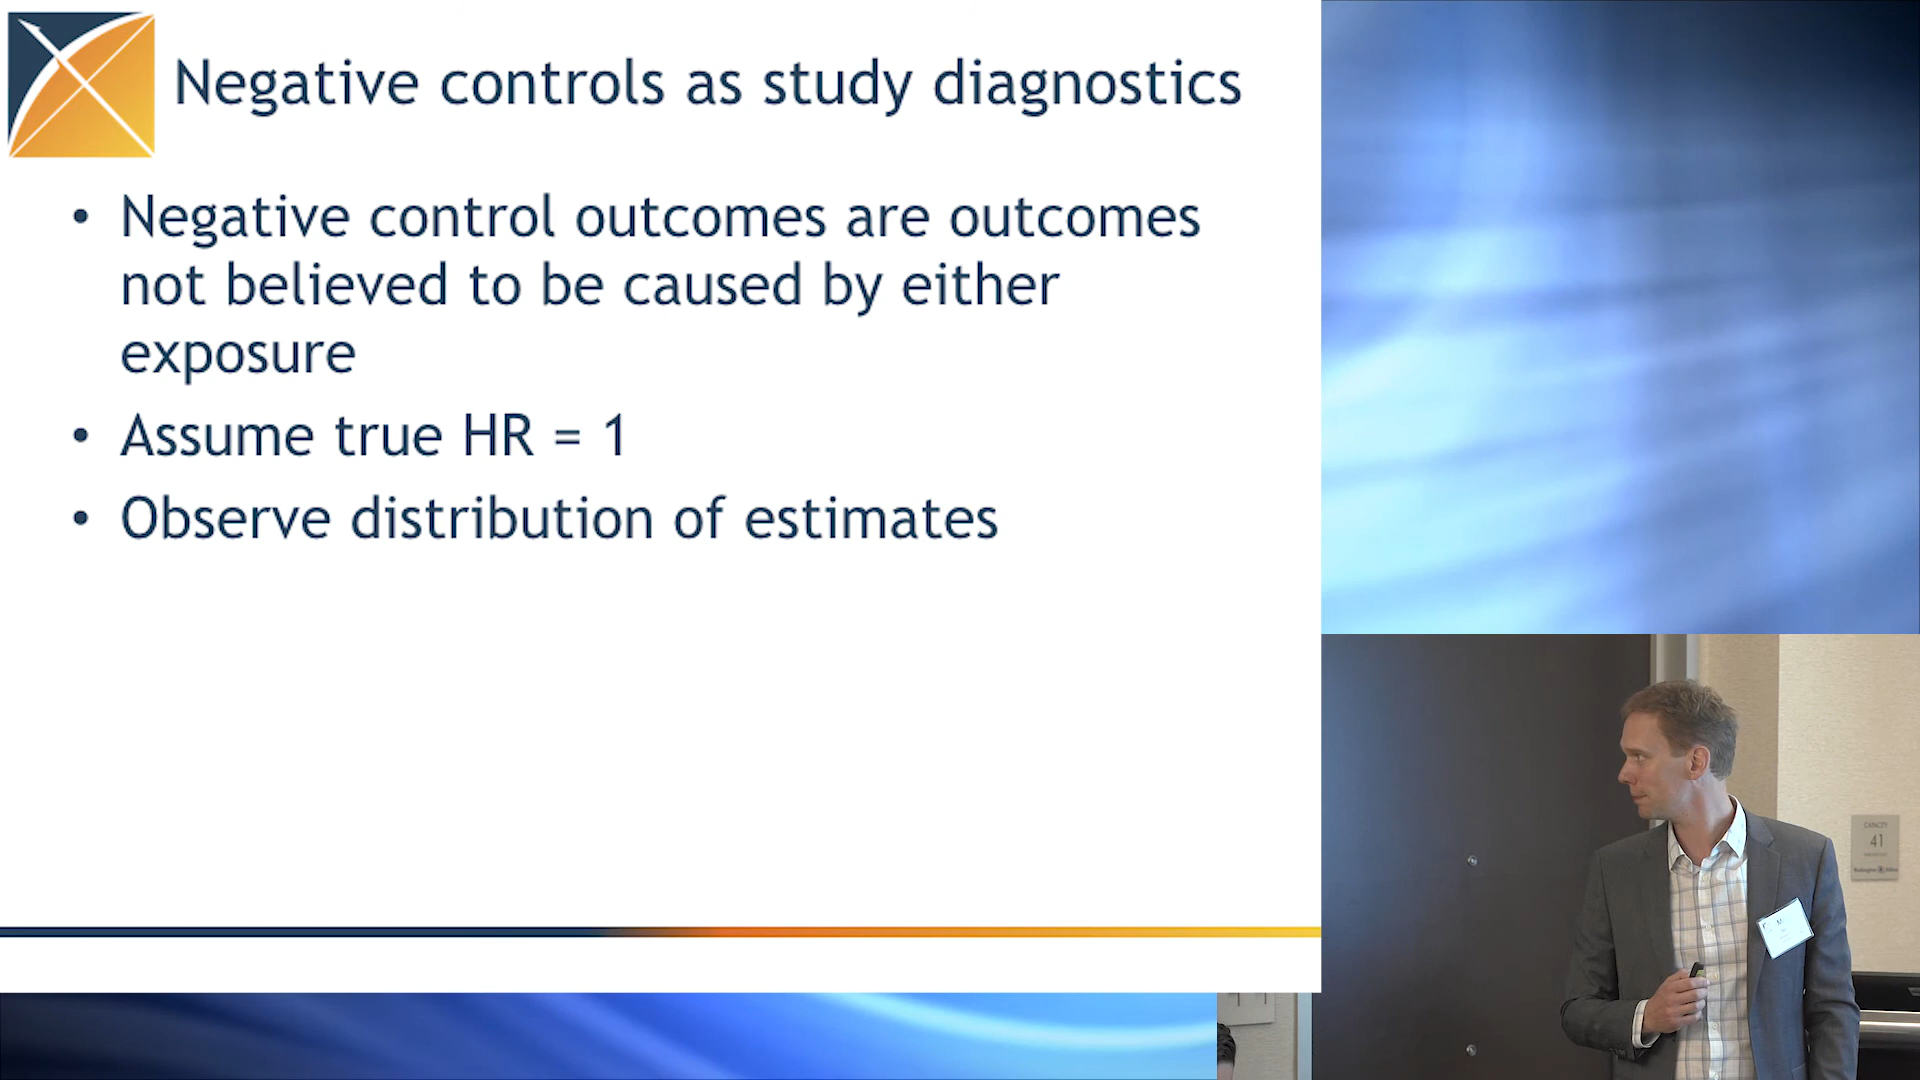 Negative controls as study diagnostics
• Negative control outcomes are outcomes
not believed to be caused by either
exposure
• Assume true HR = 1
• Observe distribution of estimates
41